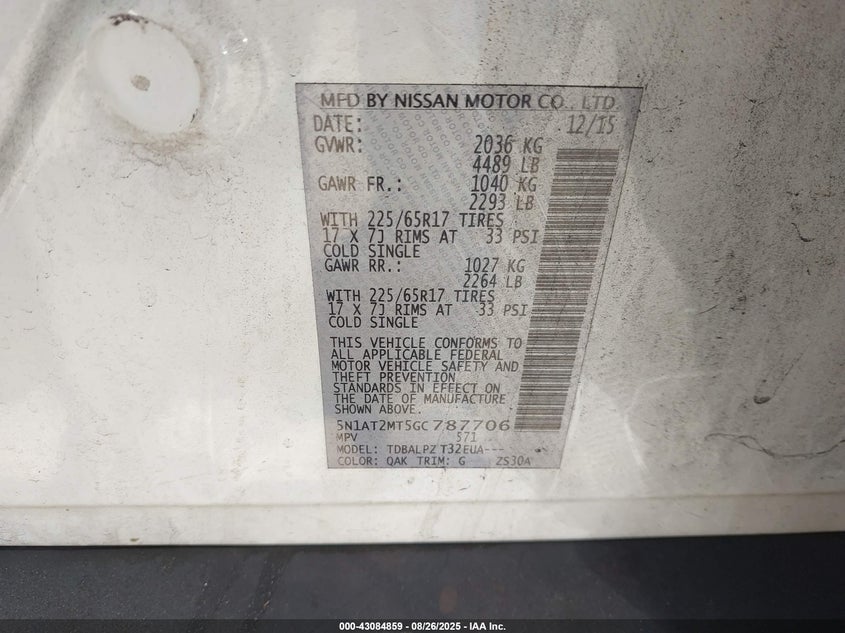 MFD BY NISSAN MOTOR CO., LTD.
DATE: 12/15
GVWR: 2036 KG
4489 LB
GAWR FR.: 1040 KG
2293 LB
WITH 225/65R17 TIRES
17 X 7J RIMS AT 33 PSI
COLD SINGLE
GAWR RR.: 1027 KG
2264 LB
WITH 225/65R17 TIRES
17 X 7J RIMS AT 33 PSI
COLD SINGLE
THIS VEHICLE CONFORMS TO
ALL APPLICABLE FEDERAL
MOTOR VEHICLE SAFETY AND
THEFT PREVENTION
STANDARDS IN EFFECT ON
THE DATE OF MANUFACTURE
SHOWN ABOVE.
5N1AT2MT5GC787706
MPV 571
MODEL: TDBALPZ T32EUA---
COLOR: QAK TRIM: G ZS30A
000-43084859 - 08/26/2025 - IAA Inc.